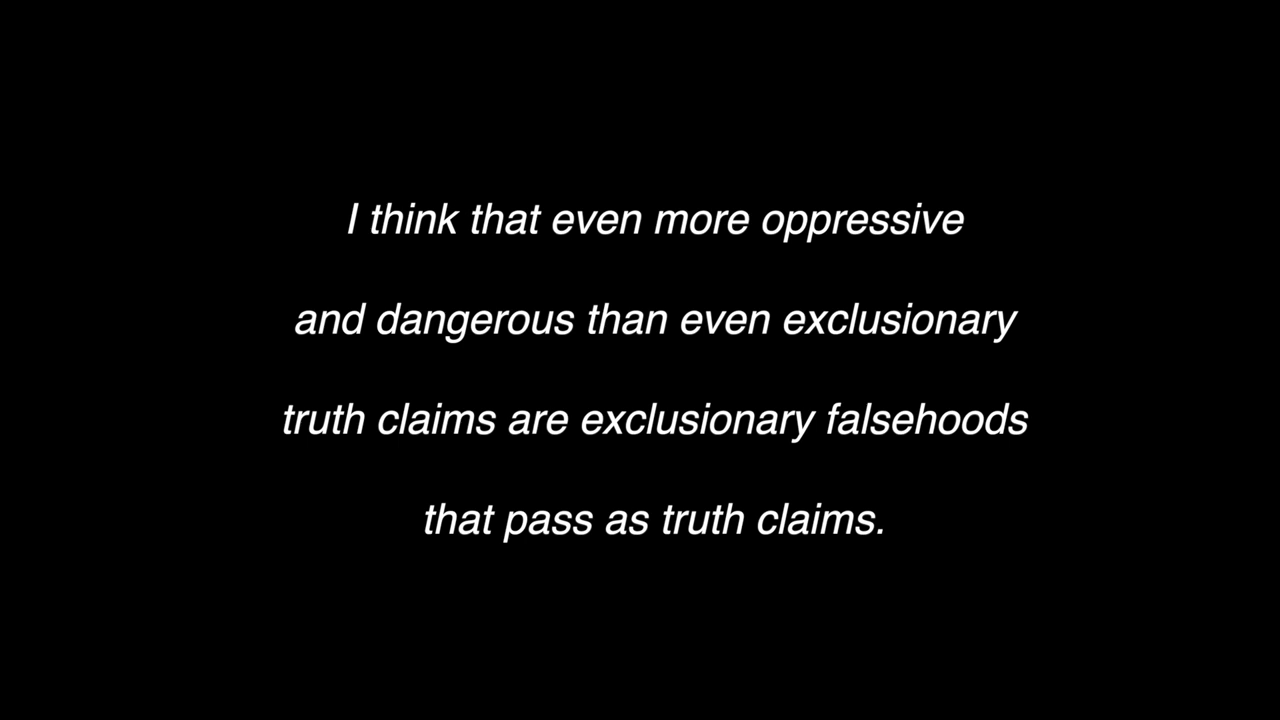 I think that even more oppressive
and dangerous than even exclusionary
truth claims are exclusionary falsehoods
that pass as truth claims.